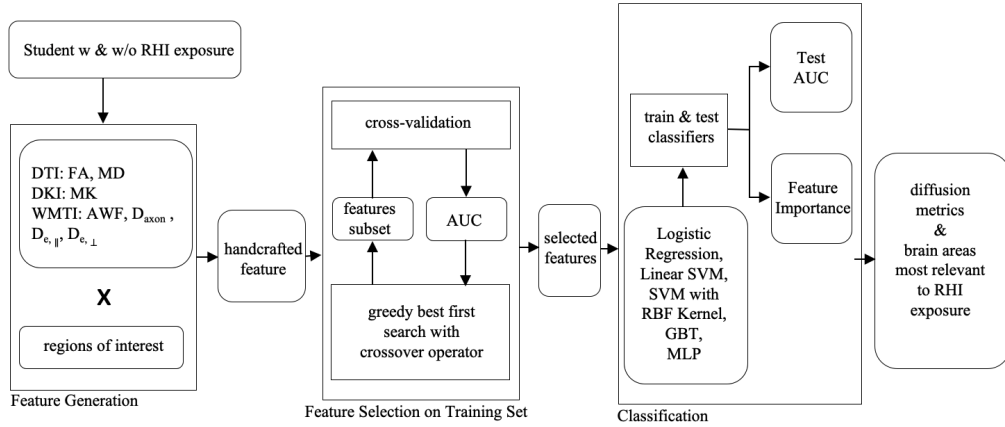 Student w & w/o RHI exposure
DTI: FA, MD
DKI: MK
WMTI: AWF, Daxon ,
De, ∥, De, ⊥
X
regions of interest
Feature Generation
handcrafted
feature
cross-validation
features
subset
AUC
greedy best first
search with
crossover operator
Feature Selection on Training Set
selected
features
train & test
classifiers
Logistic
Regression,
Linear SVM,
SVM with
RBF Kernel,
GBT,
MLP
Test
AUC
Feature
Importance
Classification
diffusion
metrics
&
brain areas
most relevant
to RHI
exposure